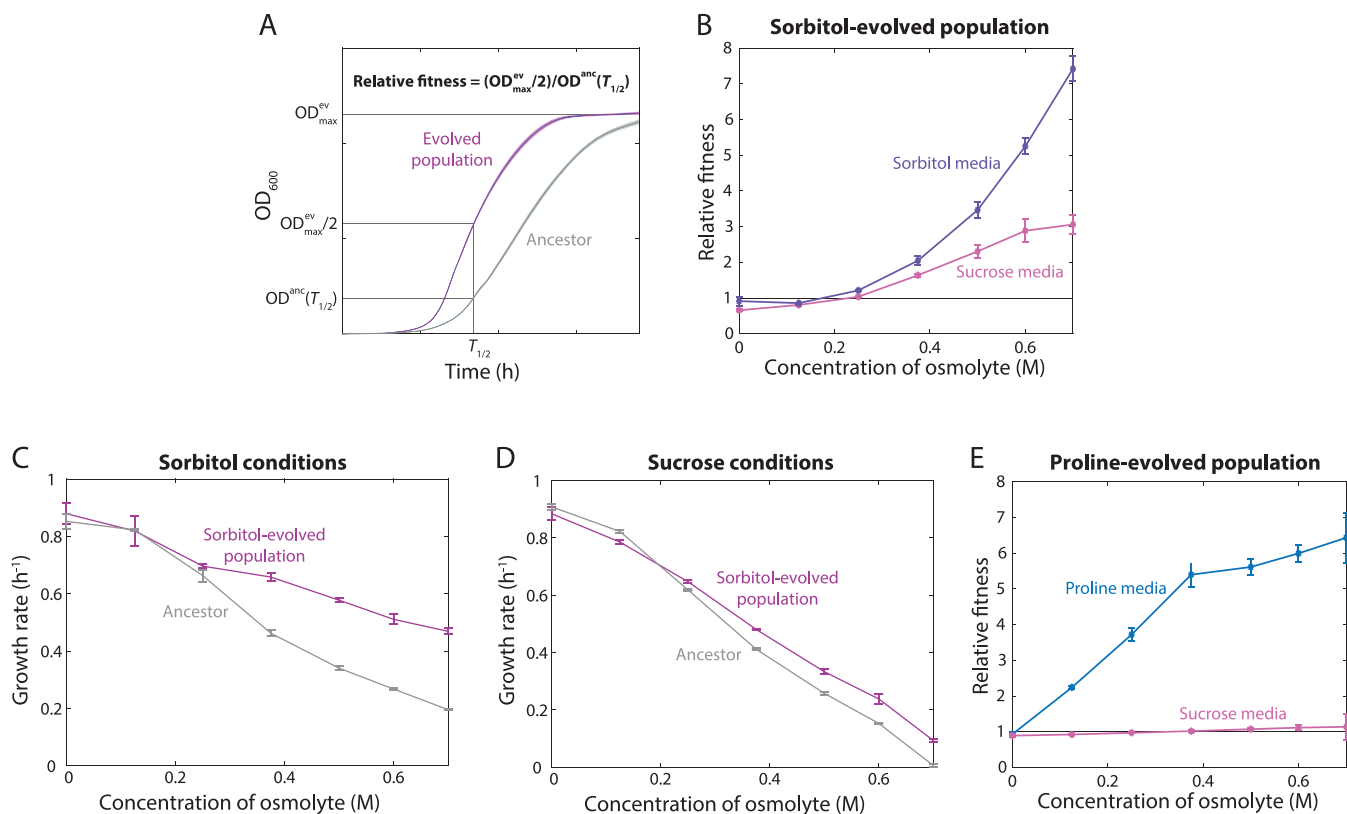 A
Relative fitness = (OD^ev_max/2)/OD^anc(T_1/2)
OD^ev_max
OD^ev_max/2
OD^anc(T_1/2)
OD_600
Evolved
population
Ancestor
T_1/2
Time (h)
B
Sorbitol-evolved population
8
7
6
5
4
3
2
1
0
Relative fitness
Sorbitol media
Sucrose media
0
0.2
0.4
0.6
Concentration of osmolyte (M)
C
Sorbitol conditions
1
0.8
0.6
0.4
0.2
0
Growth rate (h⁻¹)
Sorbitol-evolved
population
Ancestor
0
0.2
0.4
0.6
Concentration of osmolyte (M)
D
Sucrose conditions
1
0.8
0.6
0.4
0.2
0
Growth rate (h⁻¹)
Sorbitol-evolved
population
Ancestor
0
0.2
0.4
0.6
Concentration of osmolyte (M)
E
Proline-evolved population
8
7
6
5
4
3
2
1
0
Relative fitness
Proline media
Sucrose media
0
0.2
0.4
0.6
Concentration of osmolyte (M)